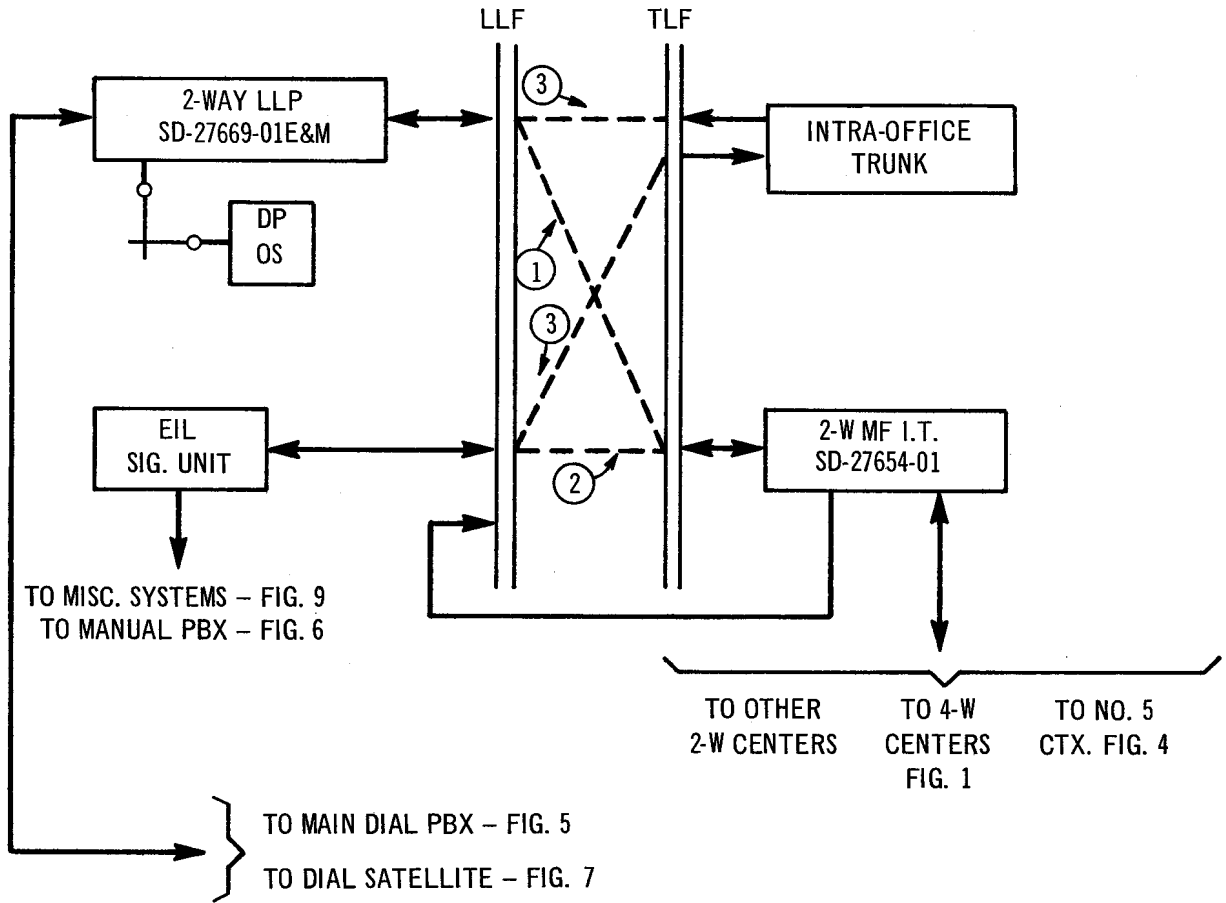 LLF
TLF
2-WAY LLP
SD-27669-01E&M
3
INTRA-OFFICE
TRUNK
DP
OS
1
3
EIL
SIG. UNIT
2-W MF I.T.
SD-27654-01
2
TO MISC. SYSTEMS – FIG. 9
TO MANUAL PBX – FIG. 6
TO OTHER
2-W CENTERS
TO 4-W
CENTERS
FIG. 1
TO NO. 5
CTX. FIG. 4
TO MAIN DIAL PBX – FIG. 5
TO DIAL SATELLITE – FIG. 7